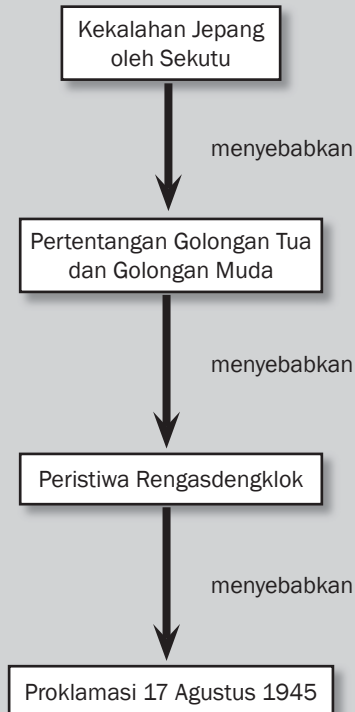 Kekalahan Jepang
oleh Sekutu
menyebabkan
Pertentangan Golongan Tua
dan Golongan Muda
menyebabkan
Peristiwa Rengasdengklok
menyebabkan
Proklamasi 17 Agustus 1945